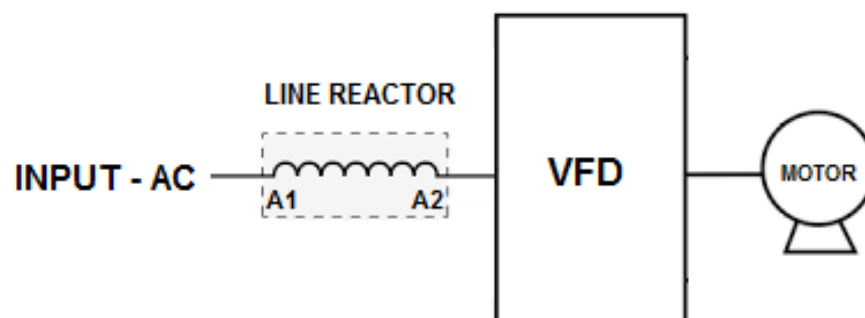 LINE REACTOR
INPUT - AC
A1
A2
VFD
MOTOR